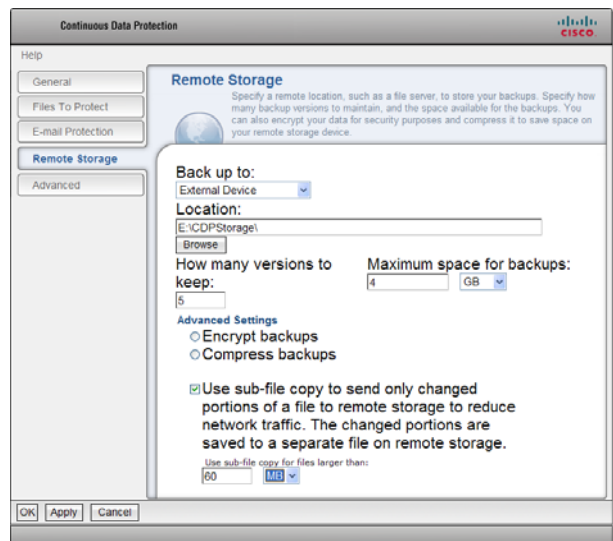 Continuous Data Protection
CISCO
Help
General
Files To Protect
E-mail Protection
Remote Storage
Advanced
Remote Storage
Specify a remote location, such as a file server, to store your backups. Specify how
many backup versions to maintain, and the space available for the backups. You
can also encrypt your data for security purposes and compress it to save space on
your remote storage device.
Back up to:
External Device
Location:
E:\CDPStorage\
Browse
How many versions to
keep:
5
Maximum space for backups:
4 GB
Advanced Settings
Encrypt backups
Compress backups
Use sub-file copy to send only changed
portions of a file to remote storage to reduce
network traffic. The changed portions are
saved to a separate file on remote storage.
Use sub-file copy for files larger than:
60 MB
OK Apply Cancel